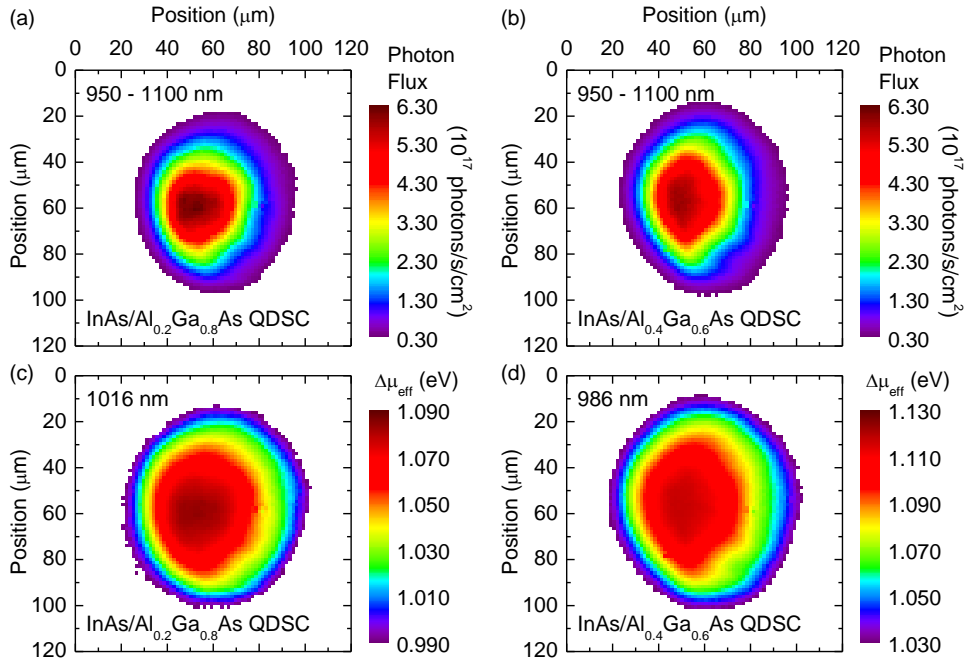 (a)
Position (μm)
0 20 40 60 80 100 120
Position (μm)
0
20
40
60
80
100
120
950 - 1100 nm
InAs/Al0.2Ga0.8As QDSC
Photon
Flux
6.30
5.30
4.30
3.30
2.30
1.30
0.30
(10^17 photons/s/cm^2)
(b)
Position (μm)
0 20 40 60 80 100 120
Position (μm)
0
20
40
60
80
100
120
950 - 1100 nm
InAs/Al0.4Ga0.6As QDSC
Photon
Flux
6.30
5.30
4.30
3.30
2.30
1.30
0.30
(10^17 photons/s/cm^2)
(c)
Position (μm)
0
20
40
60
80
100
120
1016 nm
InAs/Al0.2Ga0.8As QDSC
Δμeff (eV)
1.090
1.070
1.050
1.030
1.010
0.990
(d)
Position (μm)
0
20
40
60
80
100
120
986 nm
InAs/Al0.4Ga0.6As QDSC
Δμeff (eV)
1.130
1.110
1.090
1.070
1.050
1.030